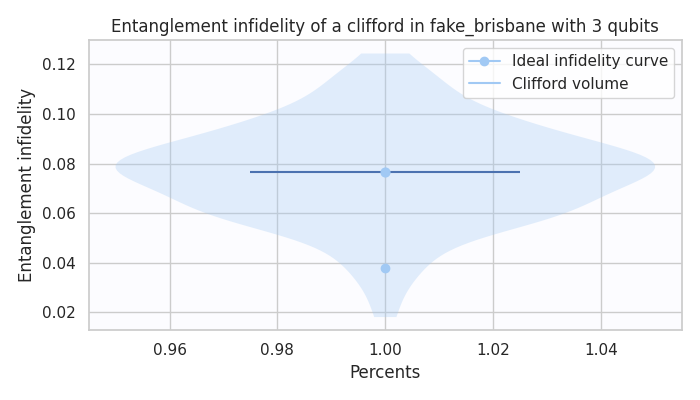 Entanglement infidelity of a clifford in fake_brisbane with 3 qubits
Ideal infidelity curve
Clifford volume
Entanglement infidelity
0.12
0.10
0.08
0.06
0.04
0.02
0.96 0.98 1.00 1.02 1.04
Percents